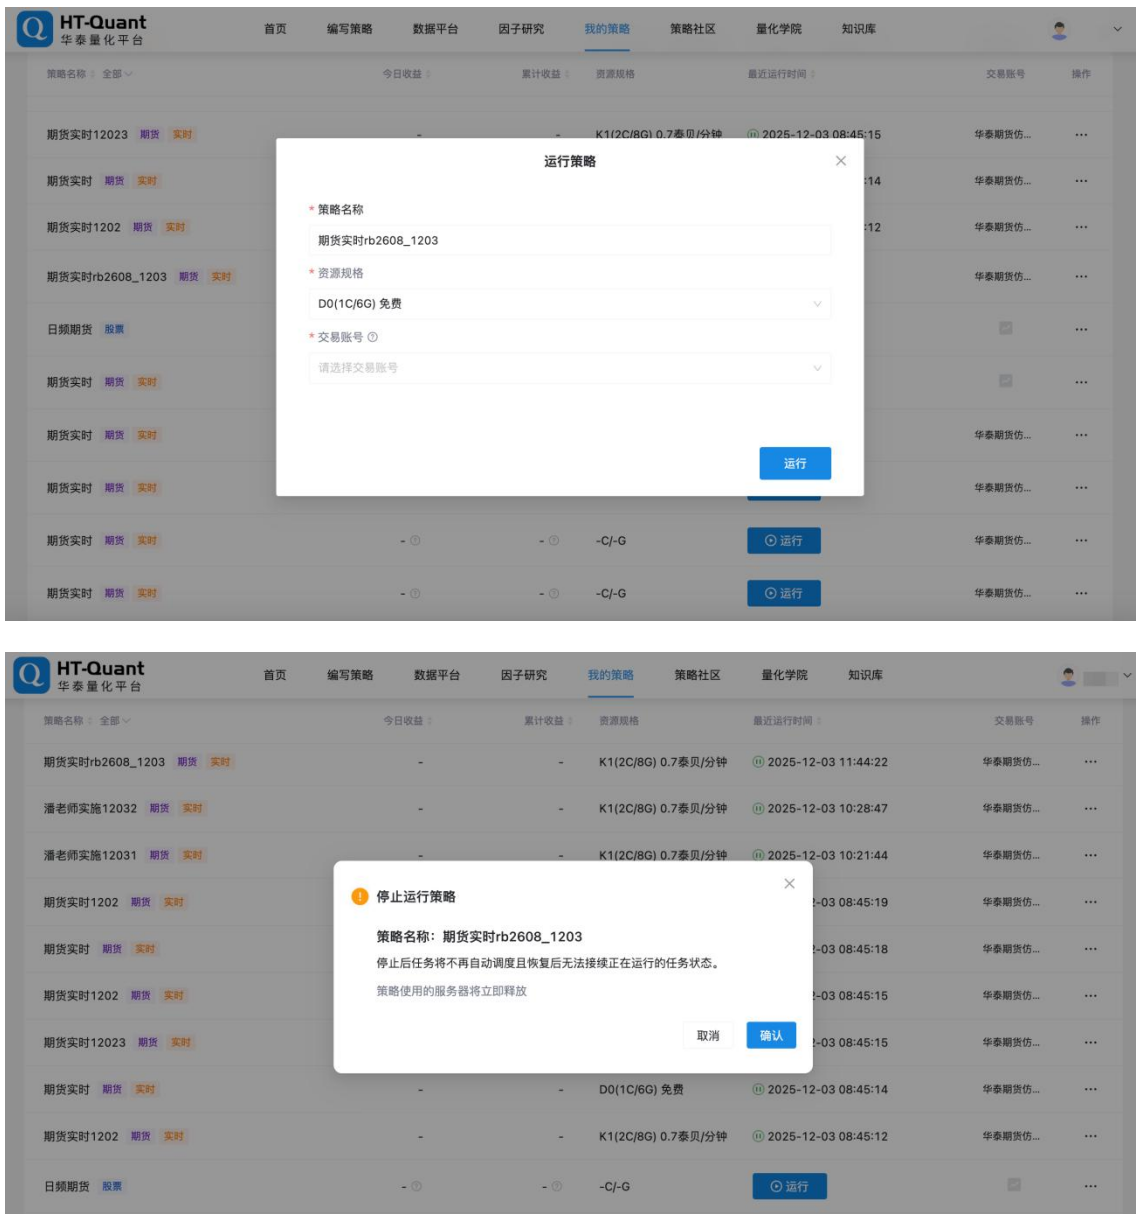 HT-Quant
华泰量化平台
首页 编写策略 数据平台 因子研究 我的策略 策略社区 量化学院 知识库
策略名称 全部 今日收益 累计收益 资源规格 最近运行时间 交易账号 操作
期货实时12023 期货 实时 - - K1(2C/8G) 0.7泰贝/分钟 2025-12-03 08:45:15 华泰期货仿... ...
运行策略
期货实时 期货 实时 :14 华泰期货仿... ...
* 策略名称
期货实时1202 期货 实时 :12 华泰期货仿... ...
期货实时rb2608_1203
* 资源规格
期货实时rb2608_1203 期货 实时 华泰期货仿... ...
D0(1C/6G) 免费
日频期货 股票 ...
* 交易账号
请选择交易账号
期货实时 期货 实时 ...
期货实时 期货 实时 华泰期货仿... ...
运行
期货实时 期货 实时 华泰期货仿... ...
期货实时 期货 实时 - - -C/-G 运行 华泰期货仿... ...
期货实时 期货 实时 - - -C/-G 运行 华泰期货仿... ...
HT-Quant
华泰量化平台
首页 编写策略 数据平台 因子研究 我的策略 策略社区 量化学院 知识库
策略名称 全部 今日收益 累计收益 资源规格 最近运行时间 交易账号 操作
期货实时rb2608_1203 期货 实时 - - K1(2C/8G) 0.7泰贝/分钟 2025-12-03 11:44:22 华泰期货仿... ...
潘老师实施12032 期货 实时 - - K1(2C/8G) 0.7泰贝/分钟 2025-12-03 10:28:47 华泰期货仿... ...
潘老师实施12031 期货 实时 - - K1(2C/8G) 0.7泰贝/分钟 2025-12-03 10:21:44 华泰期货仿... ...
停止运行策略
期货实时1202 期货 实时 2-03 08:45:19 华泰期货仿... ...
策略名称：期货实时rb2608_1203
期货实时 期货 实时 2-03 08:45:18 华泰期货仿... ...
停止后任务将不再自动调度且恢复后无法接续正在运行的任务状态。
策略使用的服务器将立即释放
期货实时1202 期货 实时 2-03 08:45:15 华泰期货仿... ...
取消 确认
期货实时12023 期货 实时 2-03 08:45:15 华泰期货仿... ...
期货实时 期货 实时 - - D0(1C/6G) 免费 2025-12-03 08:45:14 华泰期货仿... ...
期货实时1202 期货 实时 - - K1(2C/8G) 0.7泰贝/分钟 2025-12-03 08:45:12 华泰期货仿... ...
日频期货 股票 - - -C/-G 运行 ...